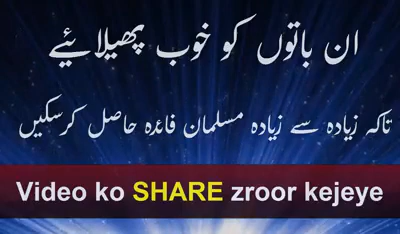 ان باتوں کو خوب پھیلائیے
تاکہ زیادہ سے زیادہ مسلمان فائدہ حاصل کرسکیں
Video ko SHARE zroor kejeye